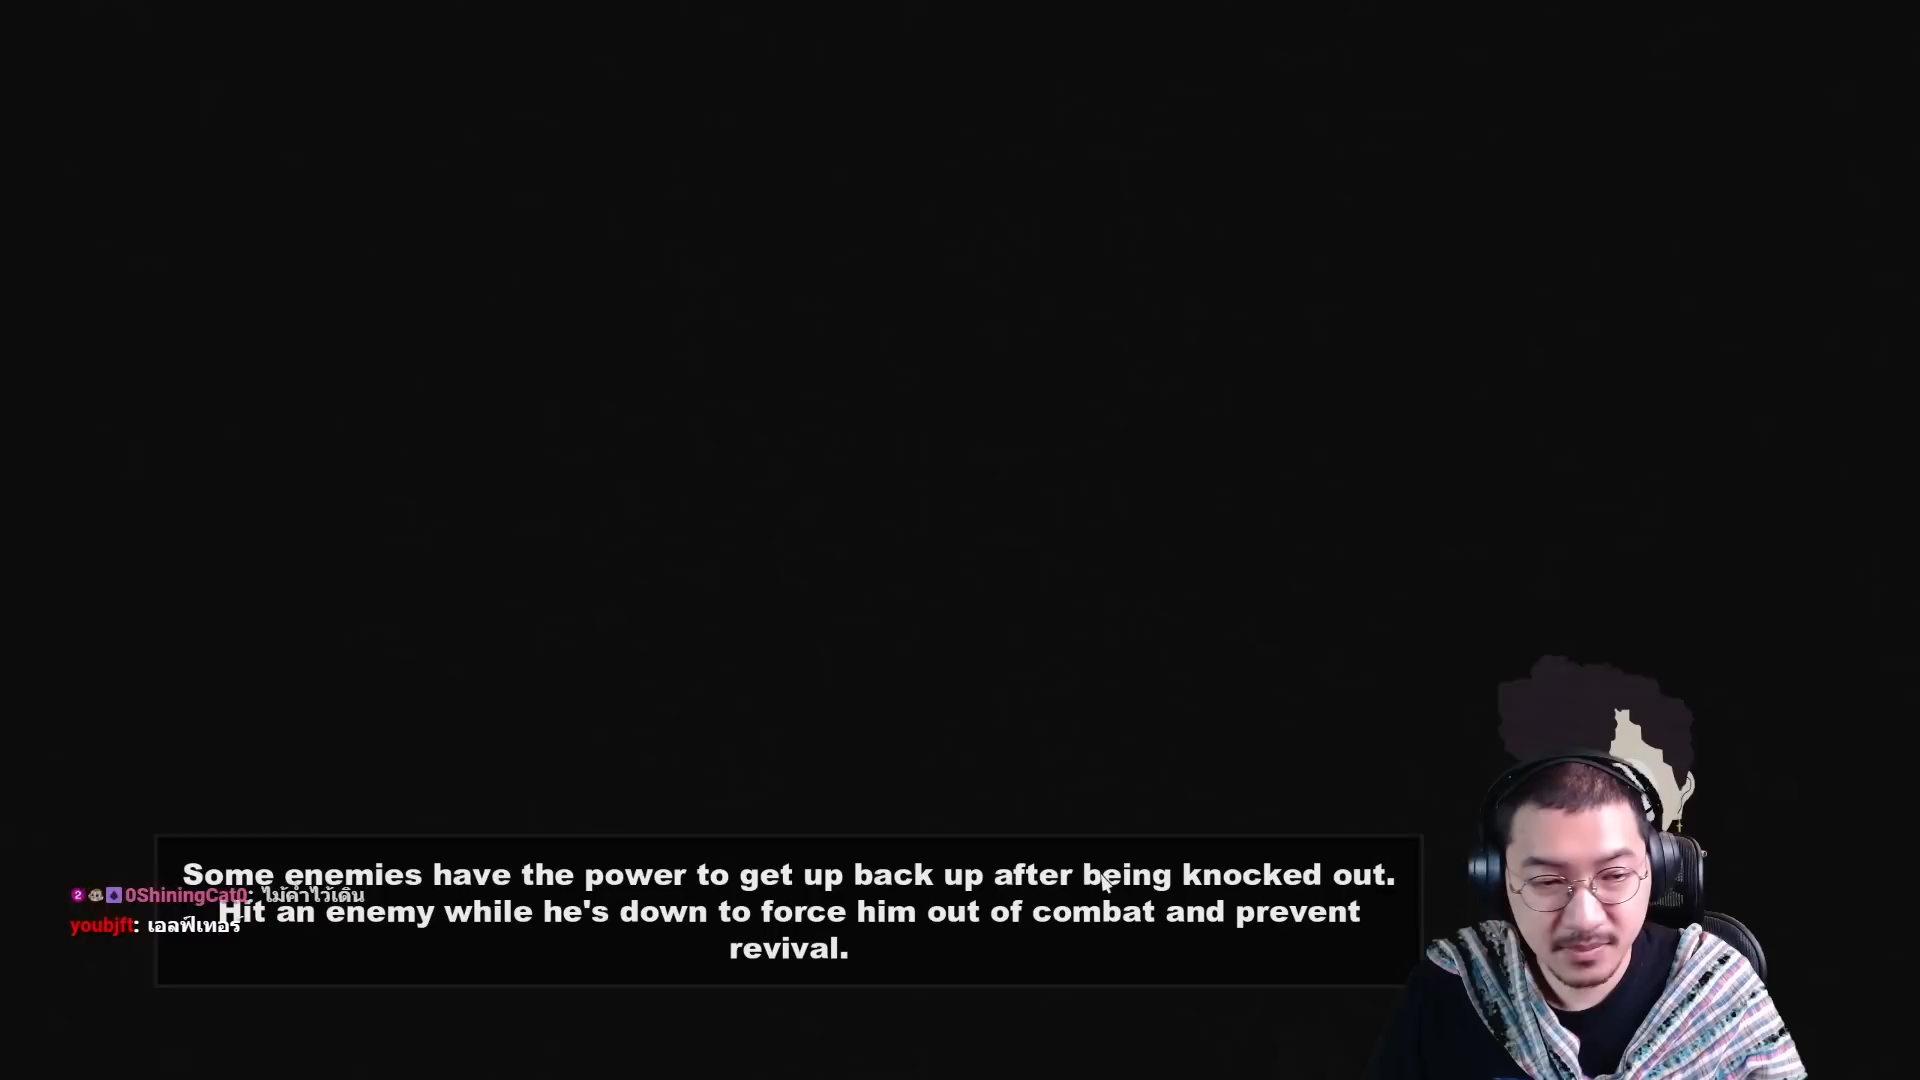 Some enemies have the power to get up back up after being knocked out.
Hit an enemy while he's down to force him out of combat and prevent
revival.
2 0ShiningCat0: ไม้ค้ำไว้เดิน
youbjft: เอลฟ์เทอร์